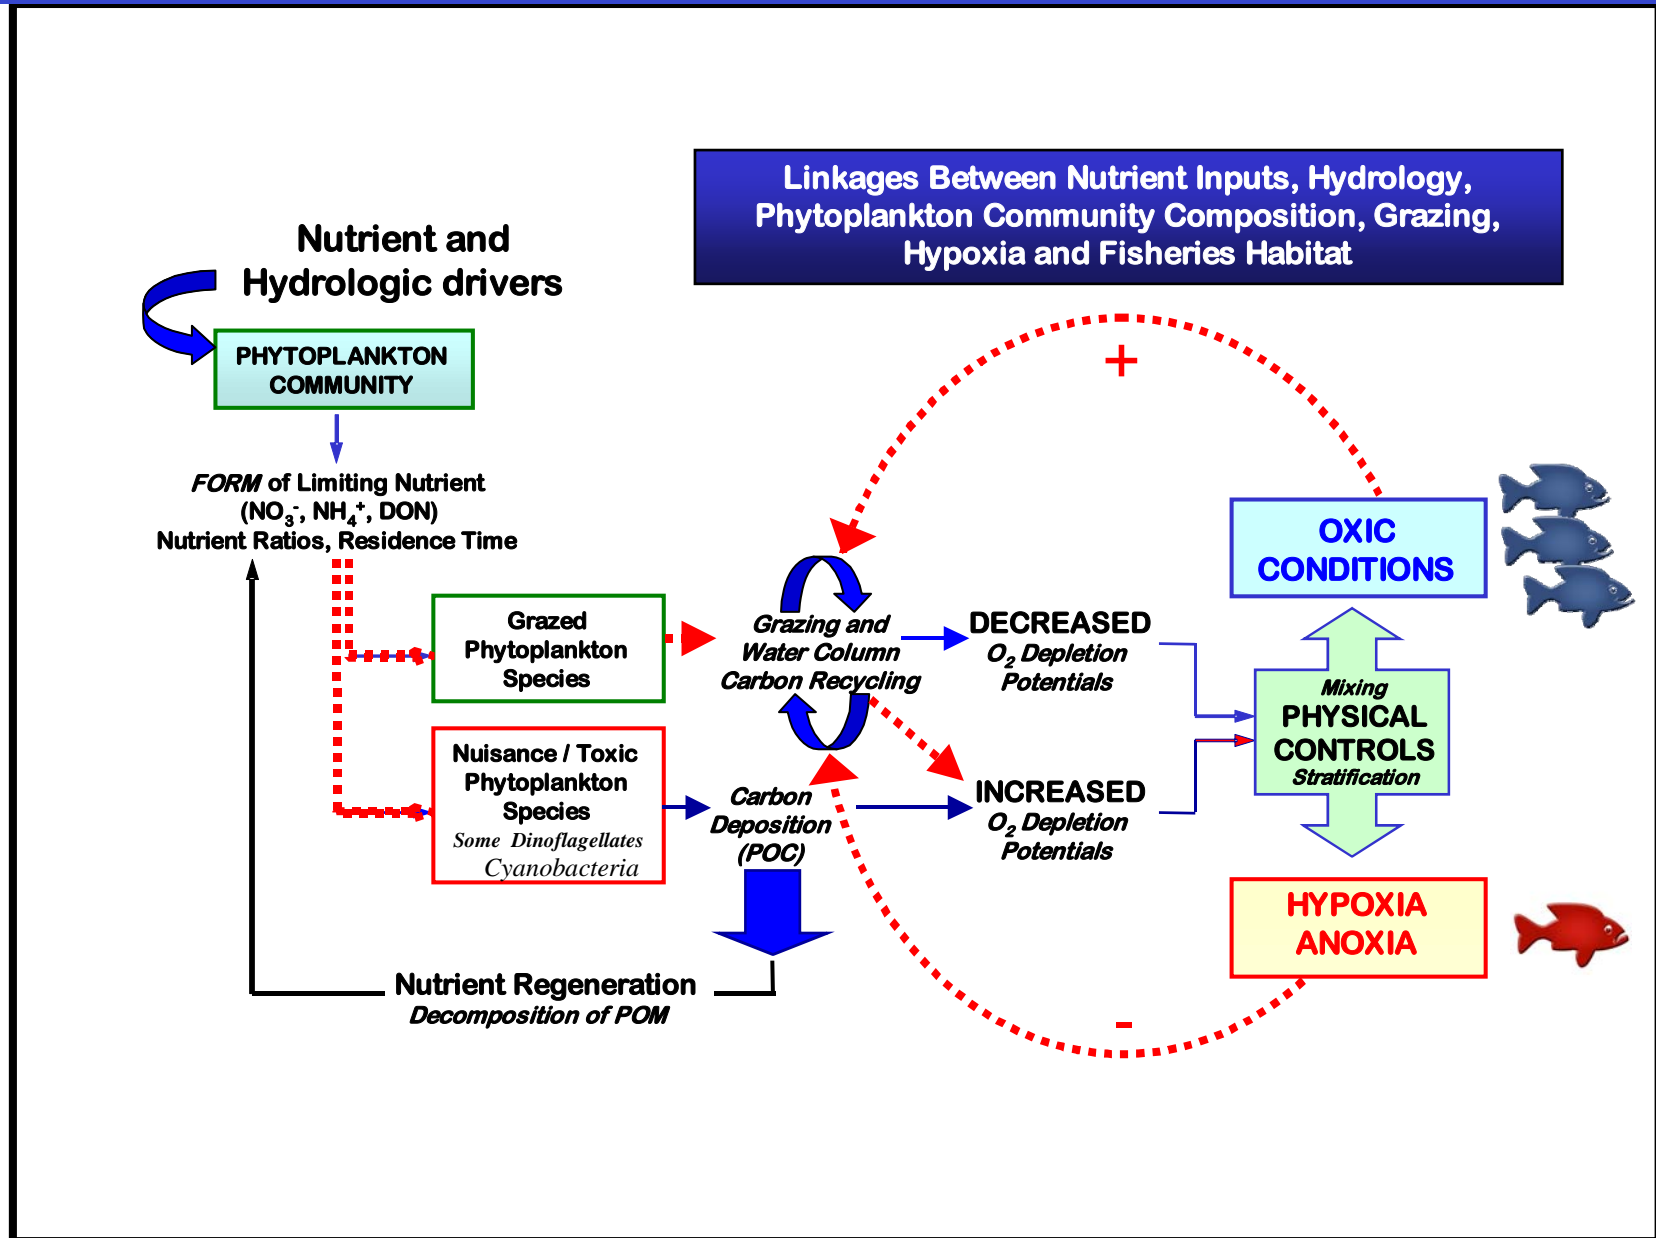 Linkages Between Nutrient Inputs, Hydrology,
Phytoplankton Community Composition, Grazing,
Hypoxia and Fisheries Habitat
Nutrient and
Hydrologic drivers
PHYTOPLANKTON
COMMUNITY
FORM of Limiting Nutrient
(NO3-, NH4+, DON)
Nutrient Ratios, Residence Time
Grazed
Phytoplankton
Species
Nuisance / Toxic
Phytoplankton
Species
Some Dinoflagellates
Cyanobacteria
Grazing and
Water Column
Carbon Recycling
Carbon
Deposition
(POC)
Nutrient Regeneration
Decomposition of POM
DECREASED
O2 Depletion
Potentials
INCREASED
O2 Depletion
Potentials
+
-
OXIC
CONDITIONS
Mixing
PHYSICAL
CONTROLS
Stratification
HYPOXIA
ANOXIA